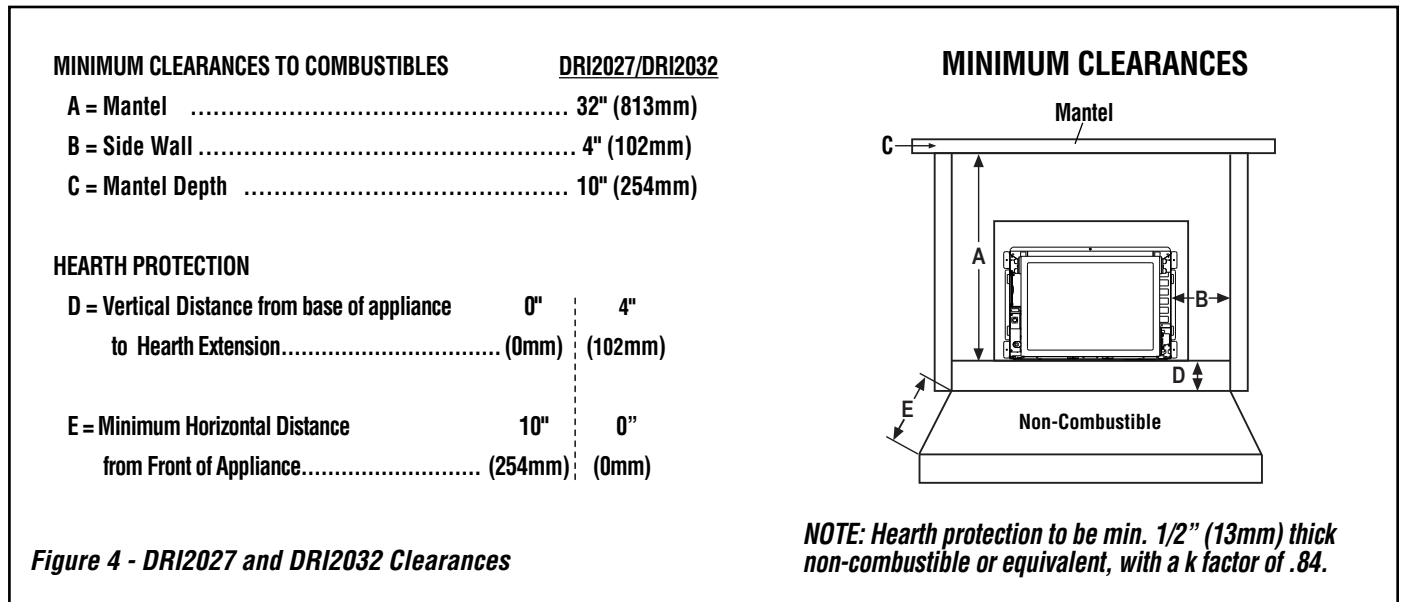 MINIMUM CLEARANCES TO COMBUSTIBLES DRI2027/DRI2032
A = Mantel ................................................ 32" (813mm)
B = Side Wall ................................................ 4" (102mm)
C = Mantel Depth ......................................... 10" (254mm)
HEARTH PROTECTION
D = Vertical Distance from base of appliance 0" 4"
to Hearth Extension................................. (0mm) (102mm)
E = Minimum Horizontal Distance 10" 0”
from Front of Appliance........................... (254mm) (0mm)
Figure 4 - DRI2027 and DRI2032 Clearances
MINIMUM CLEARANCES
Mantel
C
A
B
D
E
Non-Combustible
NOTE: Hearth protection to be min. 1/2” (13mm) thick
non-combustible or equivalent, with a k factor of .84.